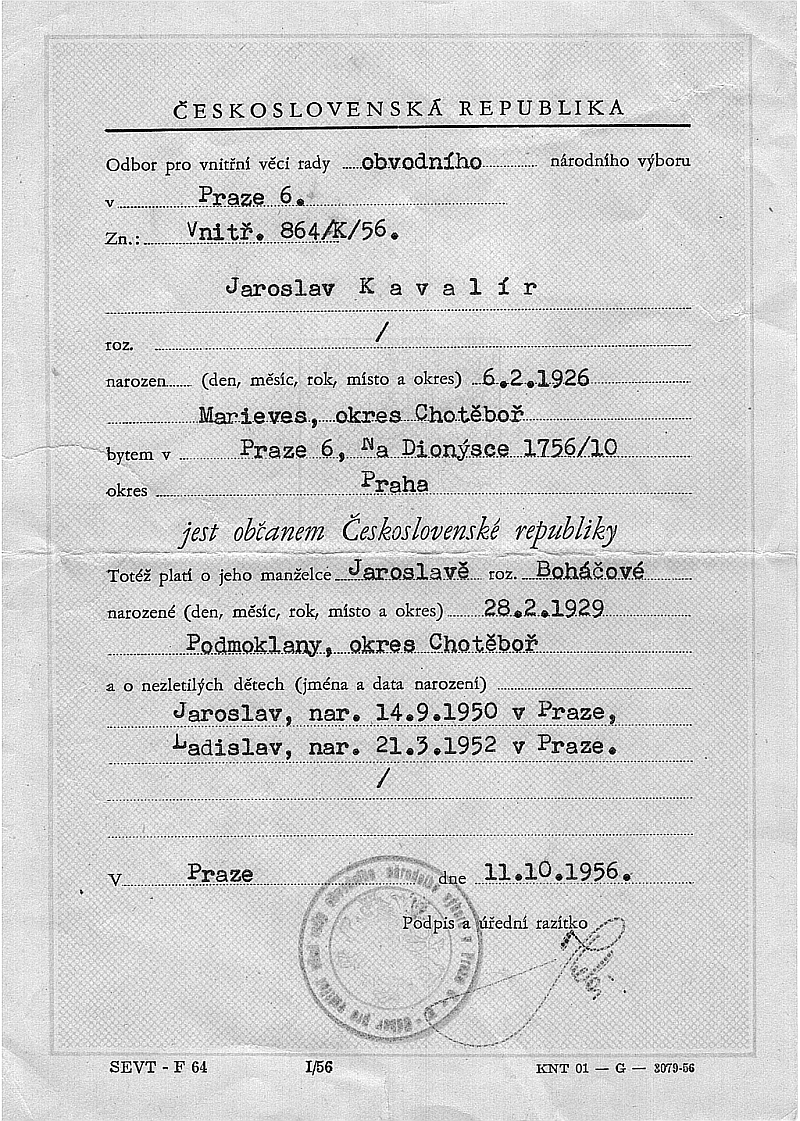 ČESKOSLOVENSKÁ REPUBLIKA
Odbor pro vnitřní věci rady obvodního národního výboru
v Praze 6.
Zn.: Vnitř. 864/K/56.
Jaroslav K a v a l í r
roz. /
narozen (den, měsíc, rok, místo a okres) 6.2.1926
Marieves, okres Chotěboř
bytem v Praze 6, Na Dionýsce 1756/10
okres Praha
jest občanem Československé republiky
Totéž platí o jeho manželce Jaroslavě roz. Boháčové
narozené (den, měsíc, rok, místo a okres) 28.2.1929
Podmoklany, okres Chotěboř
a o nezletilých dětech (jména a data narození)
Jaroslav, nar. 14.9.1950 v Praze,
Ladislav, nar. 21.3.1952 v Praze.
/
V Praze dne 11.10.1956.
Podpis a úřední razítko
SEVT - F 64 I/56 KNT 01 — G — 3079-56